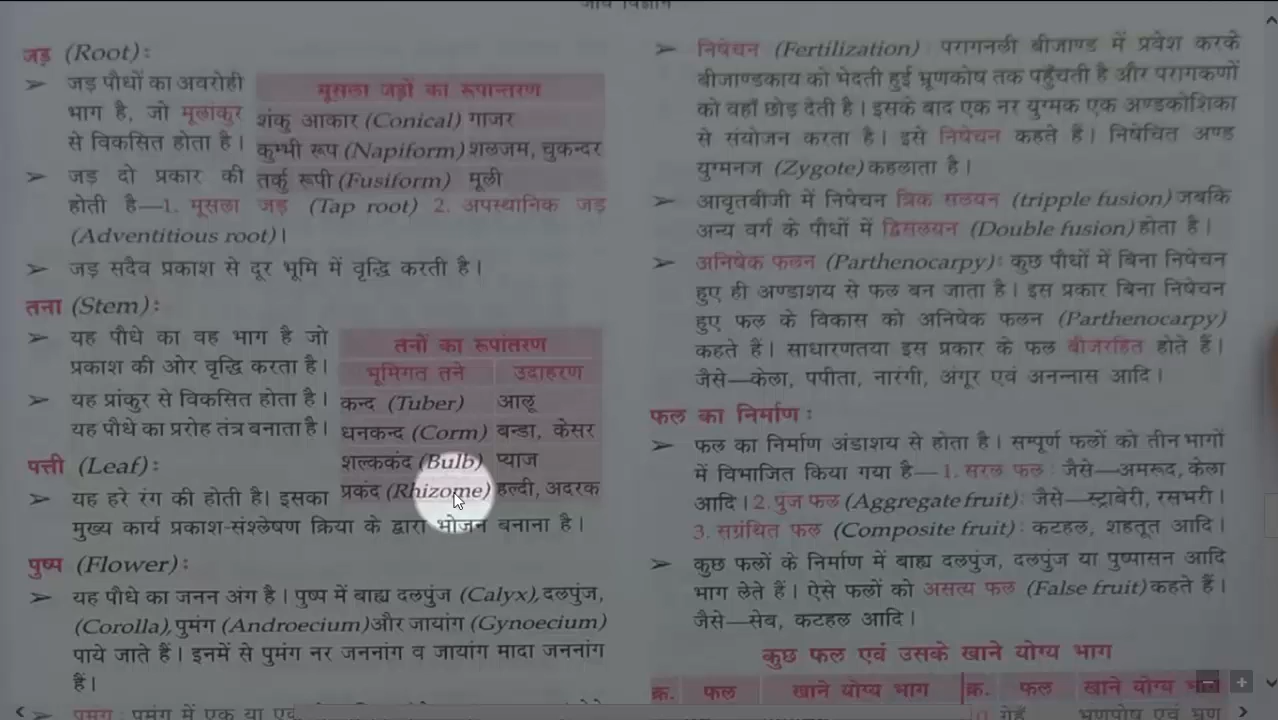 जीव विज्ञान
जड़ (Root):
➢ जड़ पौधों का अवरोही
भाग है, जो मूलांकुर
से विकसित होता है।
➢ जड़ दो प्रकार की
होती है—1. मूसला जड़ (Tap root) 2. अपस्थानिक जड़
(Adventitious root)।
मूसला जड़ों का रूपान्तरण
शंकु आकार (Conical) गाजर
कुम्भी रूप (Napiform) शलजम, चुकन्दर
तर्कु रूपी (Fusiform) मूली
➢ जड़ सदैव प्रकाश से दूर भूमि में वृद्धि करती है।
तना (Stem):
➢ यह पौधे का वह भाग है जो
प्रकाश की ओर वृद्धि करता है।
➢ यह प्रांकुर से विकसित होता है।
यह पौधे का प्ररोह तंत्र बनाता है।
तनों का रूपांतरण
भूमिगत तने उदाहरण
कन्द (Tuber) आलू
धनकन्द (Corm) बन्डा, केसर
शल्ककंद (Bulb) प्याज
प्रकंद (Rhizome) हल्दी, अदरक
पत्ती (Leaf):
➢ यह हरे रंग की होती है। इसका
मुख्य कार्य प्रकाश-संश्लेषण क्रिया के द्वारा भोजन बनाना है।
पुष्प (Flower):
➢ यह पौधे का जनन अंग है। पुष्प में बाह्य दलपुंज (Calyx), दलपुंज,
(Corolla), पुमंग (Androecium) और जायांग (Gynoecium)
पाये जाते हैं। इनमें से पुमंग नर जननांग व जायांग मादा जननांग
हैं।
➢ पुमंग: पुमंग में एक या एक
➢ निषेचन (Fertilization): परागनली बीजाण्ड में प्रवेश करके
बीजाण्डकाय को भेदती हुई भ्रूणकोष तक पहुँचती है और परागकणों
को वहाँ छोड़ देती है। इसके बाद एक नर युग्मक एक अण्डकोशिका
से संयोजन करता है। इसे निषेचन कहते हैं। निषेचित अण्ड
युग्मनज (Zygote) कहलाता है।
➢ आवृतबीजी में निषेचन त्रिक संलयन (tripple fusion) जबकि
अन्य वर्ग के पौधों में द्विसंलयन (Double fusion) होता है।
➢ अनिषेक फलन (Parthenocarpy): कुछ पौधों में बिना निषेचन
हुए ही अण्डाशय से फल बन जाता है। इस प्रकार बिना निषेचन
हुए फल के विकास को अनिषेक फलन (Parthenocarpy)
कहते हैं। साधारणतया इस प्रकार के फल बीजरहित होते हैं।
जैसे—केला, पपीता, नारंगी, अंगूर एवं अनन्नास आदि।
फल का निर्माण:
➢ फल का निर्माण अंडाशय से होता है। सम्पूर्ण फलों को तीन भागों
में विभाजित किया गया है—1. सरल फल: जैसे—अमरूद, केला
आदि। 2. पुंज फल (Aggregate fruit): जैसे—स्ट्राबेरी, रसभरी।
3. संग्रथित फल (Composite fruit): कटहल, शहतूत आदि।
➢ कुछ फलों के निर्माण में बाह्य दलपुंज, दलपुंज या पुष्पासन आदि
भाग लेते हैं। ऐसे फलों को असत्य फल (False fruit) कहते हैं।
जैसे—सेब, कटहल आदि।
कुछ फल एवं उसके खाने योग्य भाग
क्र. फल खाने योग्य भाग क्र. फल खाने योग्य भाग
गेहूँ भ्रूणपोष एवं भ्रूण